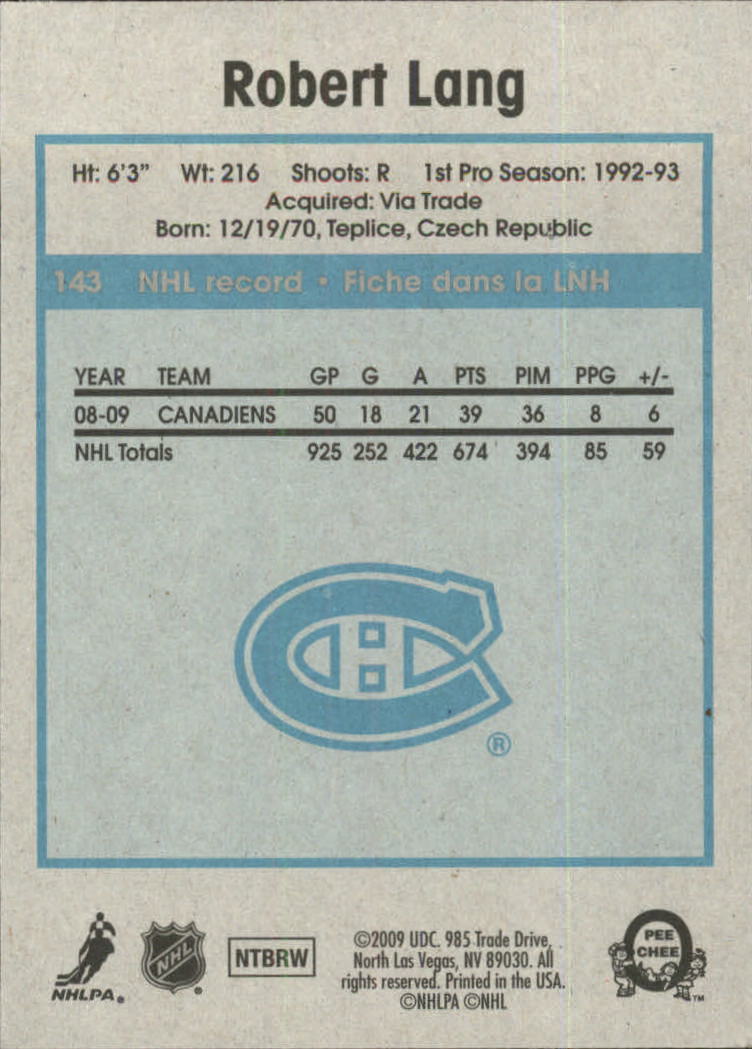 Robert Lang
Ht: 6'3" Wt: 216 Shoots: R 1st Pro Season: 1992-93
Acquired: Via Trade
Born: 12/19/70, Teplice, Czech Republic
143 NHL record • Fiche dans la LNH
YEAR TEAM GP G A PTS PIM PPG +/-
08-09 CANADIENS 50 18 21 39 36 8 6
NHL Totals 925 252 422 674 394 85 59
CH
®
NHLPA®
NHL®
NTBRW
©2009 UDC. 985 Trade Drive,
North Las Vegas, NV 89030. All
rights reserved. Printed in the USA.
©NHLPA ©NHL
O
PEE
CHEE
TM